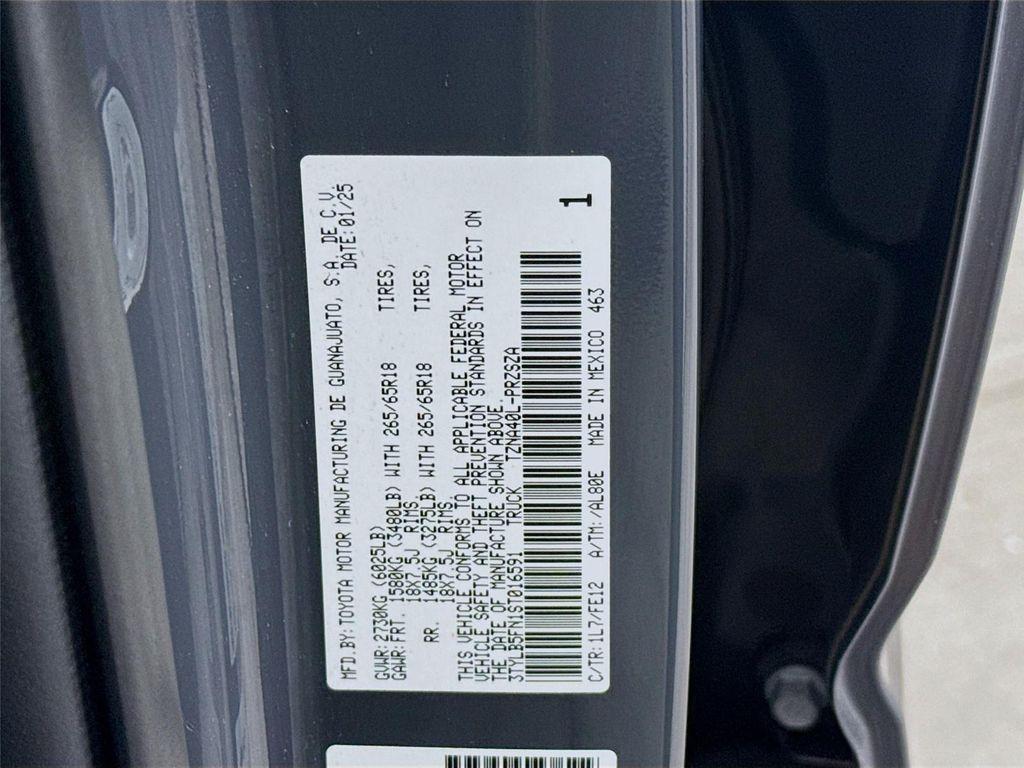 MFD.BY:TOYOTA MOTOR MANUFACTURING DE GUANAJUATO, S.A. DE C.V.
DATE:01/25
GVWR:2730KG (6025LB)
GAWR:FRT. 1580KG (3480LB) WITH 265/65R18 TIRES,
18X7.5J RIMS.
RR. 1485KG (3275LB) WITH 265/65R18 TIRES,
18X7.5J RIMS.
THIS VEHICLE CONFORMS TO ALL APPLICABLE FEDERAL MOTOR
VEHICLE SAFETY AND THEFT PREVENTION STANDARDS IN EFFECT ON
THE DATE OF MANUFACTURE SHOWN ABOVE.
3TYLB5FN1ST016591 TRUCK TZNA40L-PRZSZA
1
C/TR:1L7/FE12 A/TM:/AL80E MADE IN MEXICO 463